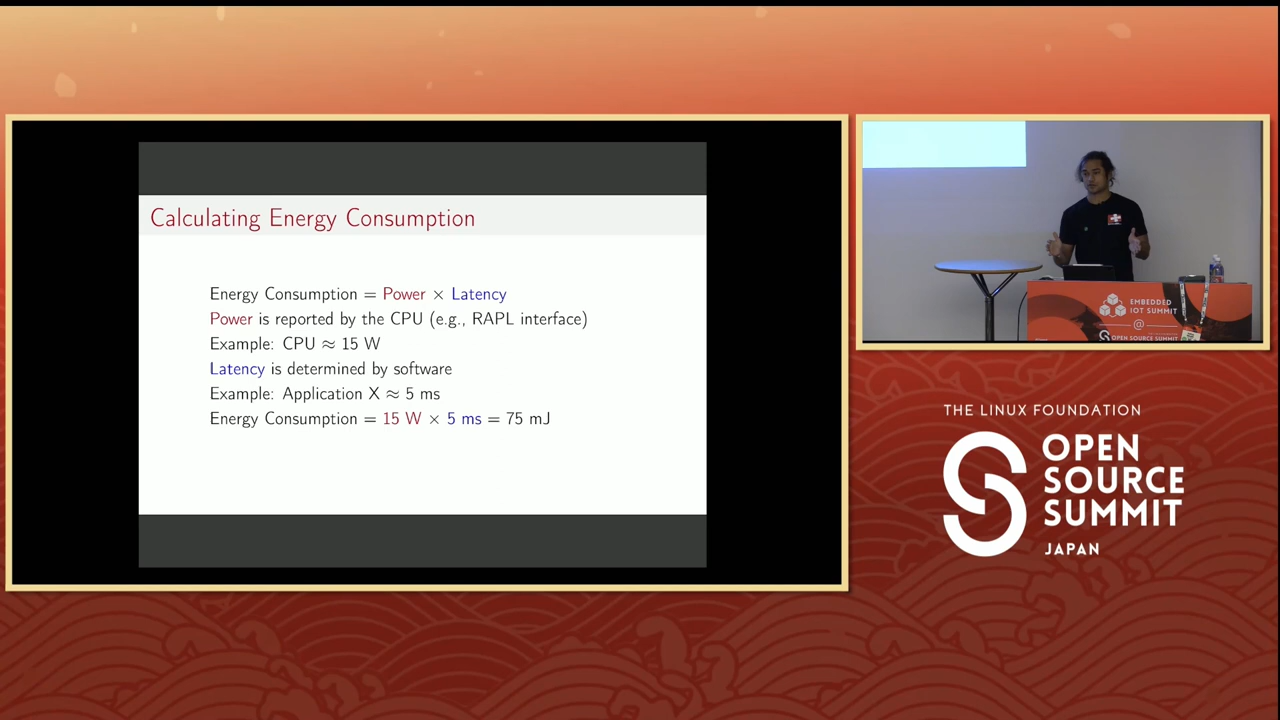 Calculating Energy Consumption
Energy Consumption = Power × Latency
Power is reported by the CPU (e.g., RAPL interface)
Example: CPU ≈ 15 W
Latency is determined by software
Example: Application X ≈ 5 ms
Energy Consumption = 15 W × 5 ms = 75 mJ
EMBEDDED
IOT SUMMIT
@
OPEN SOURCE SUMMIT
THE LINUX FOUNDATION
OPEN
SOURCE
SUMMIT
JAPAN